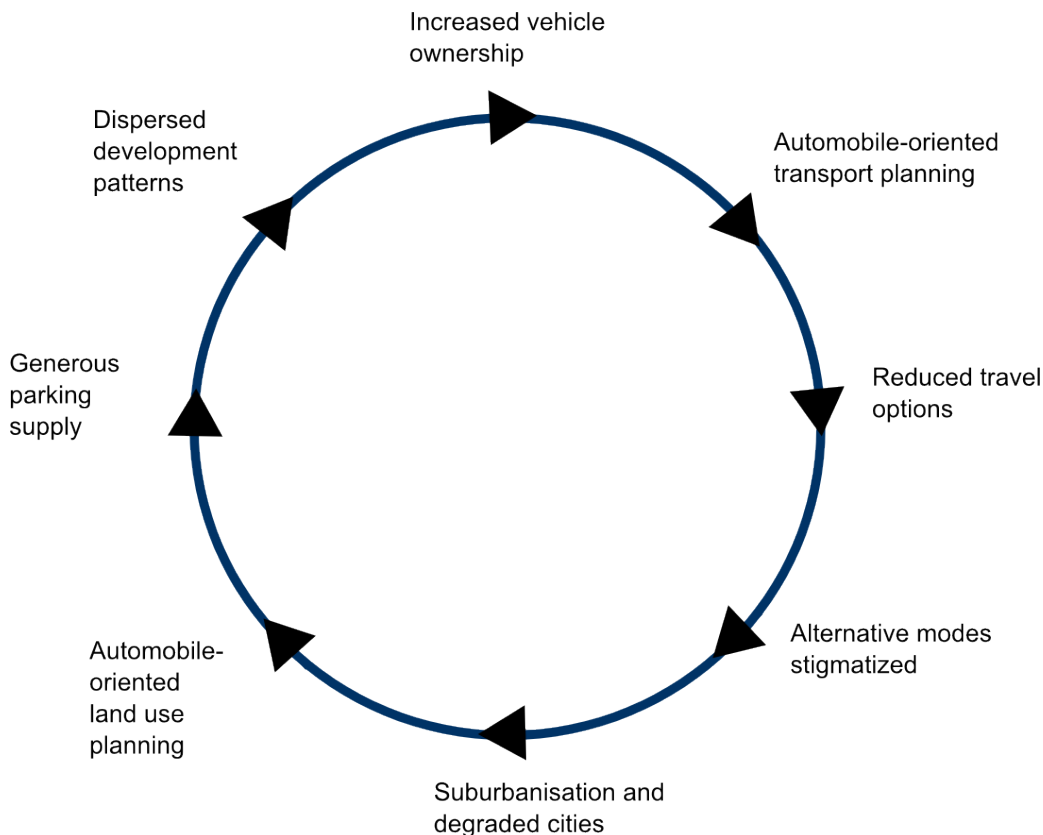 Increased vehicle
ownership
Automobile-oriented
transport planning
Reduced travel
options
Alternative modes
stigmatized
Suburbanisation and
degraded cities
Automobile-
oriented
land use
planning
Generous
parking
supply
Dispersed
development
patterns